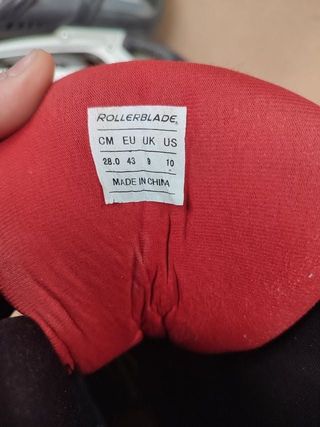 ROLLERBLADE®
CM EU UK US
28.0 43 9 10
MADE IN CHINA